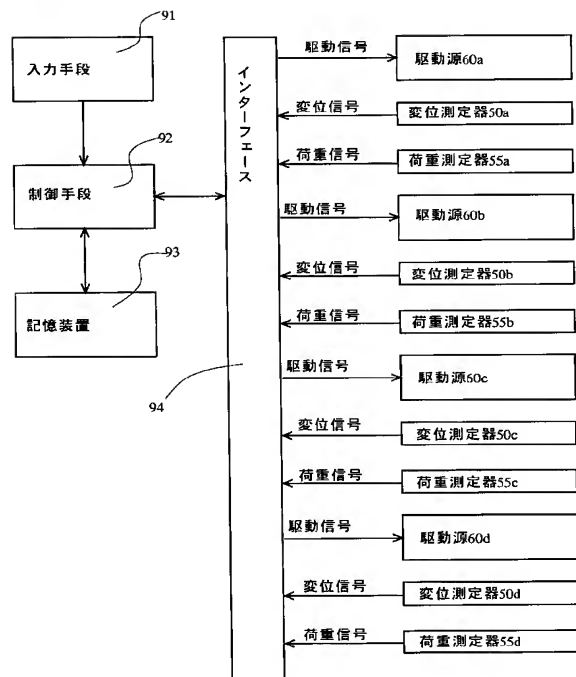 91
入力手段
92
制御手段
93
記憶装置
94
インターフェース
駆動信号
駆動源60a
変位信号
変位測定器50a
荷重信号
荷重測定器55a
駆動信号
駆動源60b
変位信号
変位測定器50b
荷重信号
荷重測定器55b
駆動信号
駆動源60c
変位信号
変位測定器50c
荷重信号
荷重測定器55c
駆動信号
駆動源60d
変位信号
変位測定器50d
荷重信号
荷重測定器55d